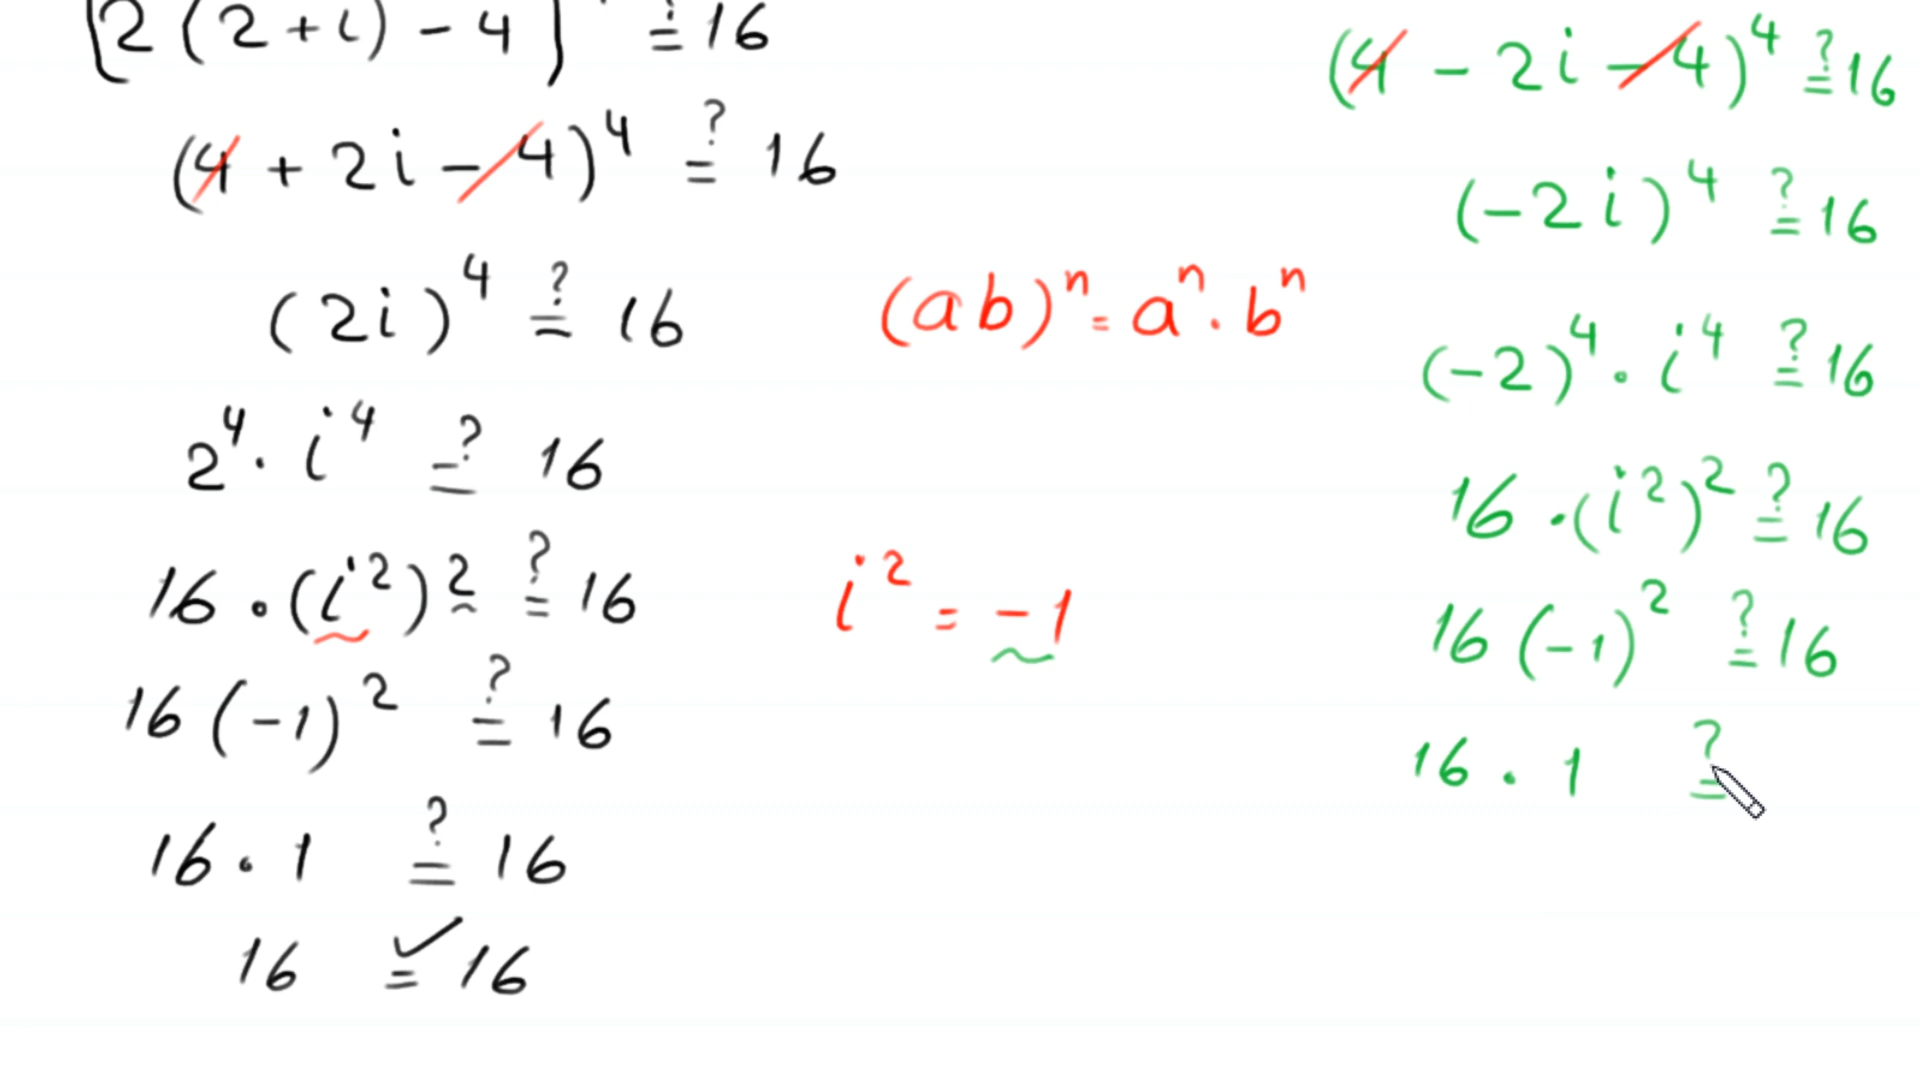 [2(2+i)-4]⁴ ≟ 16
(4+2i-4)⁴ ≟ 16
(2i)⁴ ≟ 16
2⁴·i⁴ ≟ 16
16·(i²)² ≟ 16
16(-1)² ≟ 16
16·1 ≟ 16
16 =✓ 16
(ab)ⁿ=aⁿ·bⁿ
i²=-1
(4-2i-4)⁴ ≟ 16
(-2i)⁴ ≟ 16
(-2)⁴·i⁴ ≟ 16
16·(i²)² ≟ 16
16(-1)² ≟ 16
16·1 ≟